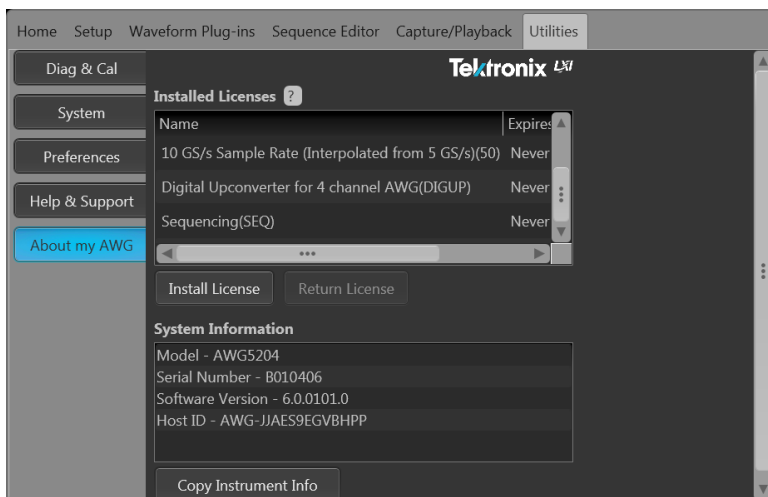 Home Setup Waveform Plug-ins Sequence Editor Capture/Playback Utilities
Diag & Cal
System
Preferences
Help & Support
About my AWG
Tektronix LXI
Installed Licenses ?
Name Expires
10 GS/s Sample Rate (Interpolated from 5 GS/s)(50) Never
Digital Upconverter for 4 channel AWG(DIGUP) Never
Sequencing(SEQ) Never
Install License Return License
System Information
Model - AWG5204
Serial Number - B010406
Software Version - 6.0.0101.0
Host ID - AWG-JJAES9EGVBHPP
Copy Instrument Info